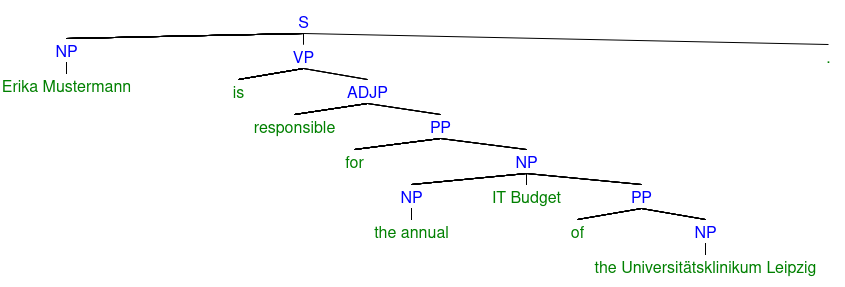 S
NP VP .
Erika Mustermann is ADJP
responsible PP
for NP
NP IT Budget PP
the annual of NP
the Universitätsklinikum Leipzig